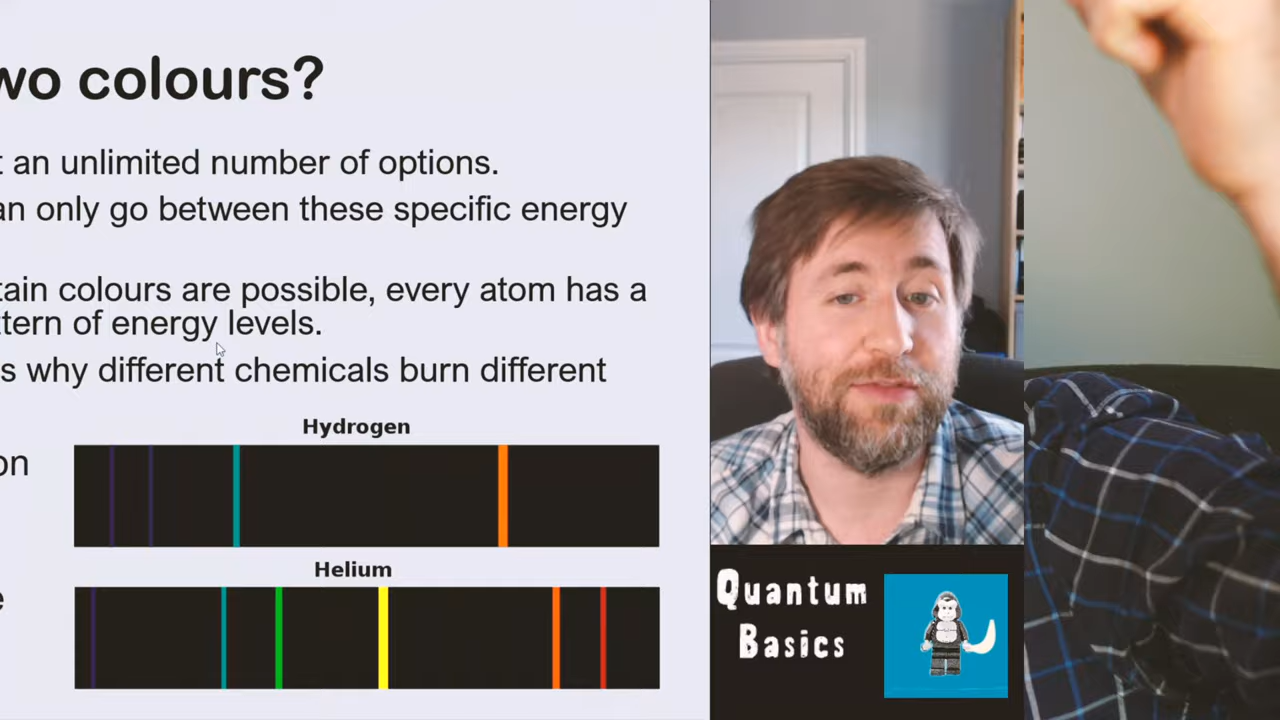 wo colours?
t an unlimited number of options.
an only go between these specific energy
tain colours are possible, every atom has a
ttern of energy levels.
s why different chemicals burn different
on
Hydrogen
e
Helium
Quantum
Basics